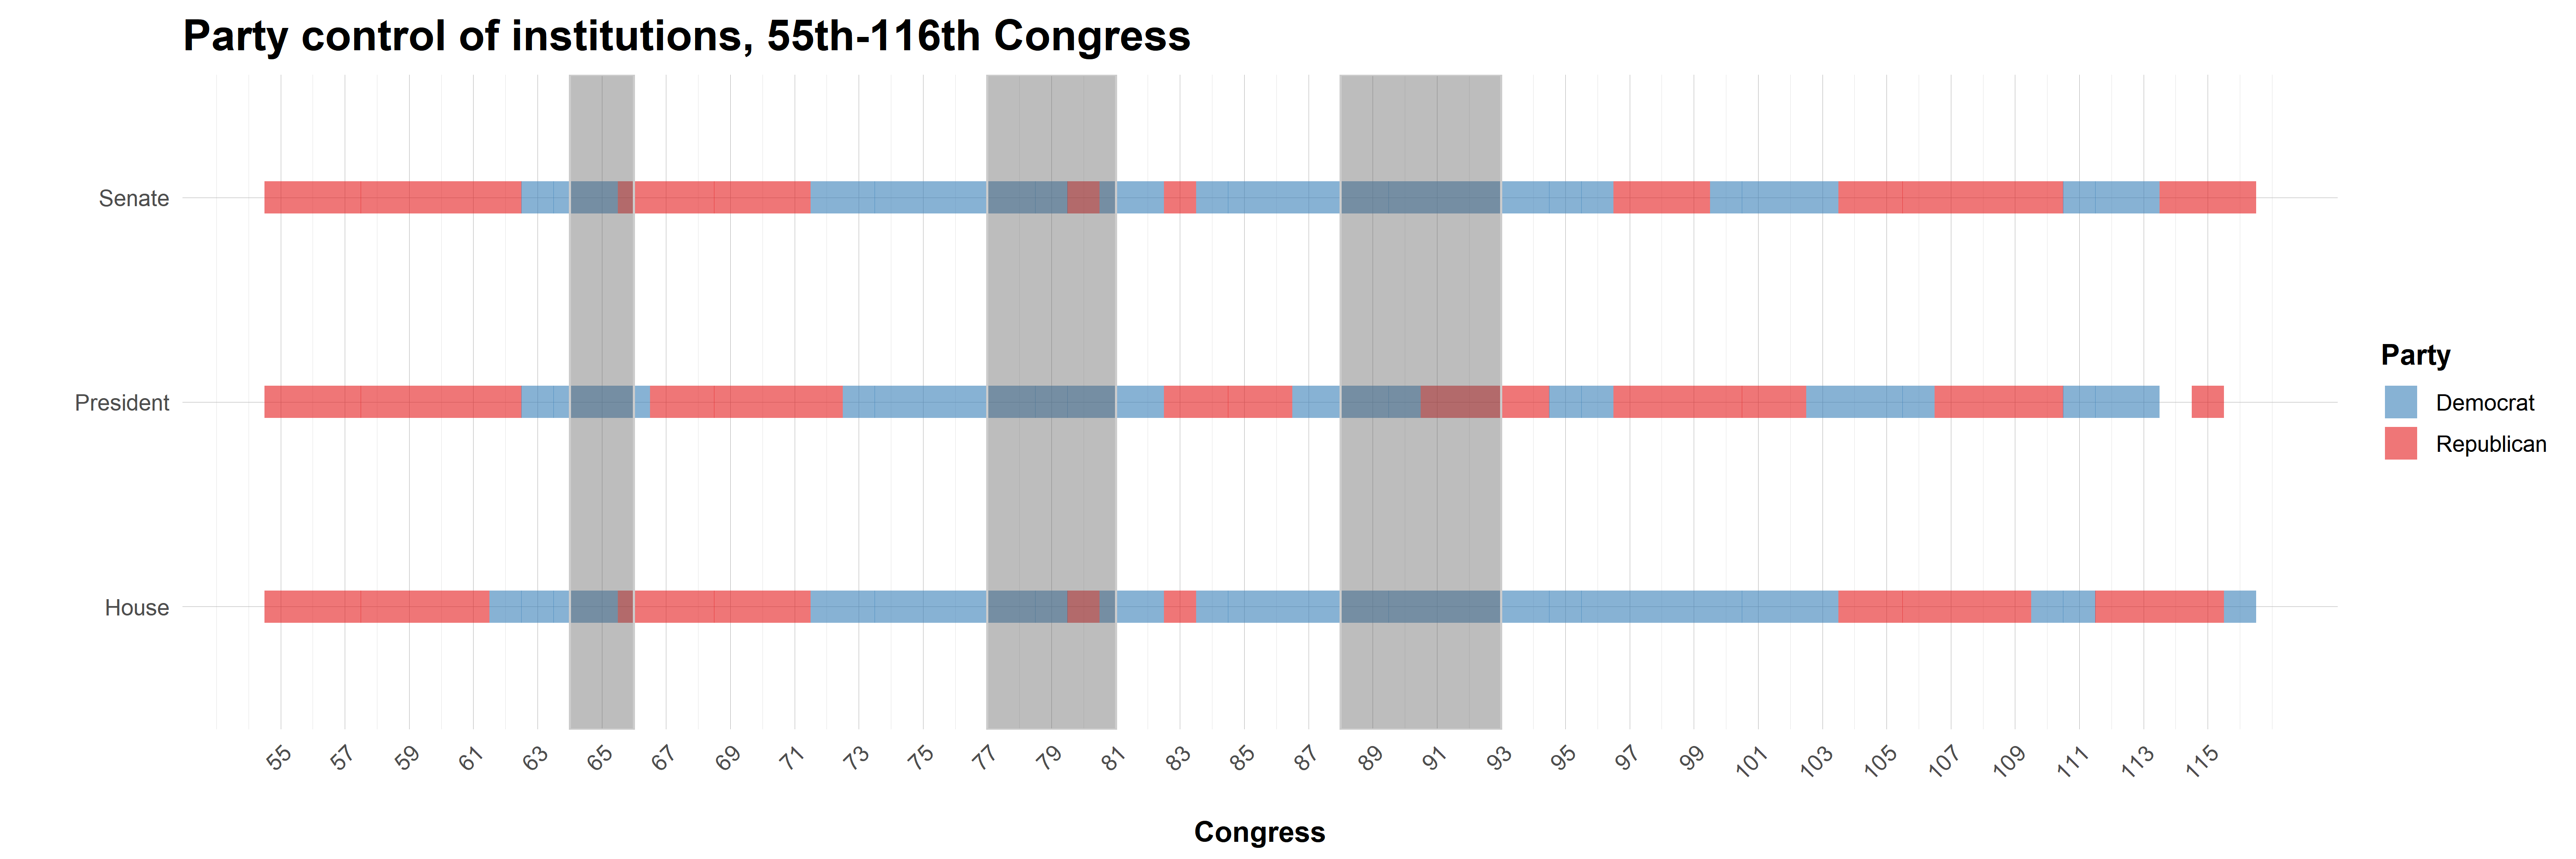 Party control of institutions, 55th-116th Congress
Senate
President
House
Party
Democrat
Republican
55 57 59 61 63 65 67 69 71 73 75 77 79 81 83 85 87 89 91 93 95 97 99 101 103 105 107 109 111 113 115
Congress